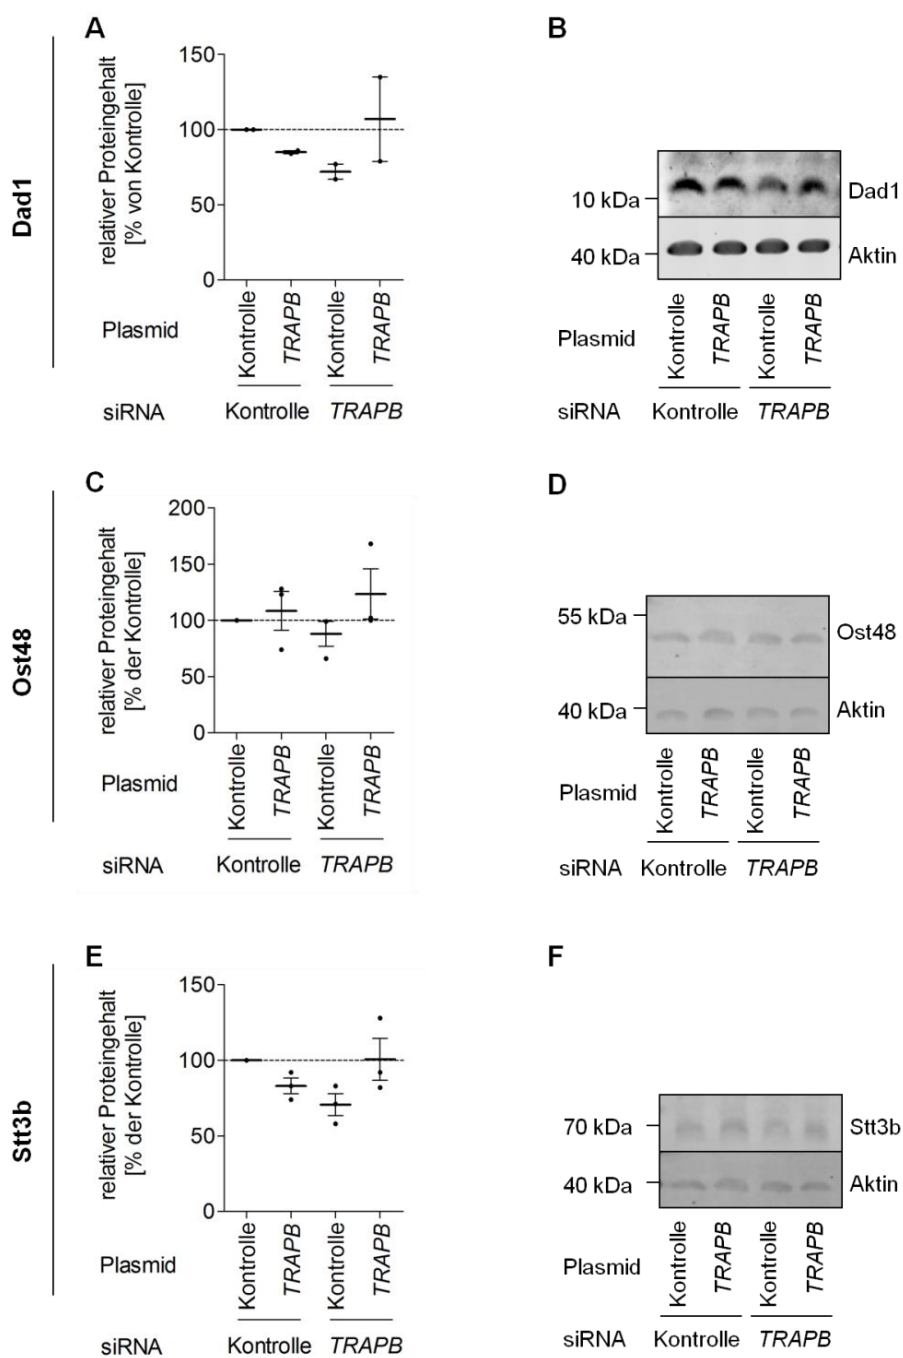 A
Dad1
relativer Proteingehalt
[% von Kontrolle]
150
100
50
0
Plasmid
Kontrolle
TRAPB
Kontrolle
TRAPB
siRNA
Kontrolle
TRAPB
B
10 kDa
Dad1
40 kDa
Aktin
Plasmid
Kontrolle
TRAPB
Kontrolle
TRAPB
siRNA
Kontrolle
TRAPB
C
Ost48
relativer Proteingehalt
[% der Kontrolle]
200
150
100
50
0
Plasmid
Kontrolle
TRAPB
Kontrolle
TRAPB
siRNA
Kontrolle
TRAPB
D
55 kDa
Ost48
40 kDa
Aktin
Plasmid
Kontrolle
TRAPB
Kontrolle
TRAPB
siRNA
Kontrolle
TRAPB
E
Stt3b
relativer Proteingehalt
[% der Kontrolle]
150
100
50
0
Plasmid
Kontrolle
TRAPB
Kontrolle
TRAPB
siRNA
Kontrolle
TRAPB
F
70 kDa
Stt3b
40 kDa
Aktin
Plasmid
Kontrolle
TRAPB
Kontrolle
TRAPB
siRNA
Kontrolle
TRAPB